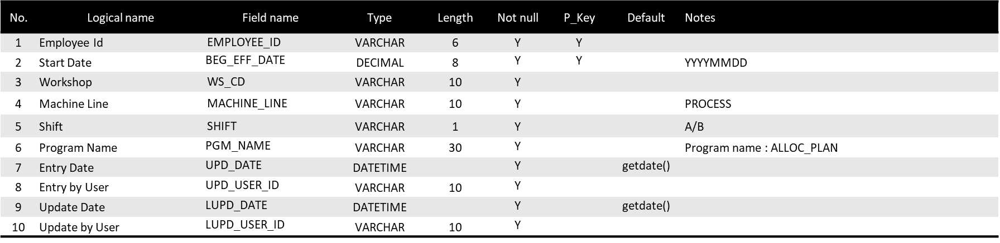 No. Logical name Field name Type Length Not null P_Key Default Notes
1 Employee Id EMPLOYEE_ID VARCHAR 6 Y Y
2 Start Date BEG_EFF_DATE DECIMAL 8 Y Y YYYYMMDD
3 Workshop WS_CD VARCHAR 10 Y
4 Machine Line MACHINE_LINE VARCHAR 10 Y PROCESS
5 Shift SHIFT VARCHAR 1 Y A/B
6 Program Name PGM_NAME VARCHAR 30 Y Program name : ALLOC_PLAN
7 Entry Date UPD_DATE DATETIME Y getdate()
8 Entry by User UPD_USER_ID VARCHAR 10 Y
9 Update Date LUPD_DATE DATETIME Y getdate()
10 Update by User LUPD_USER_ID VARCHAR 10 Y